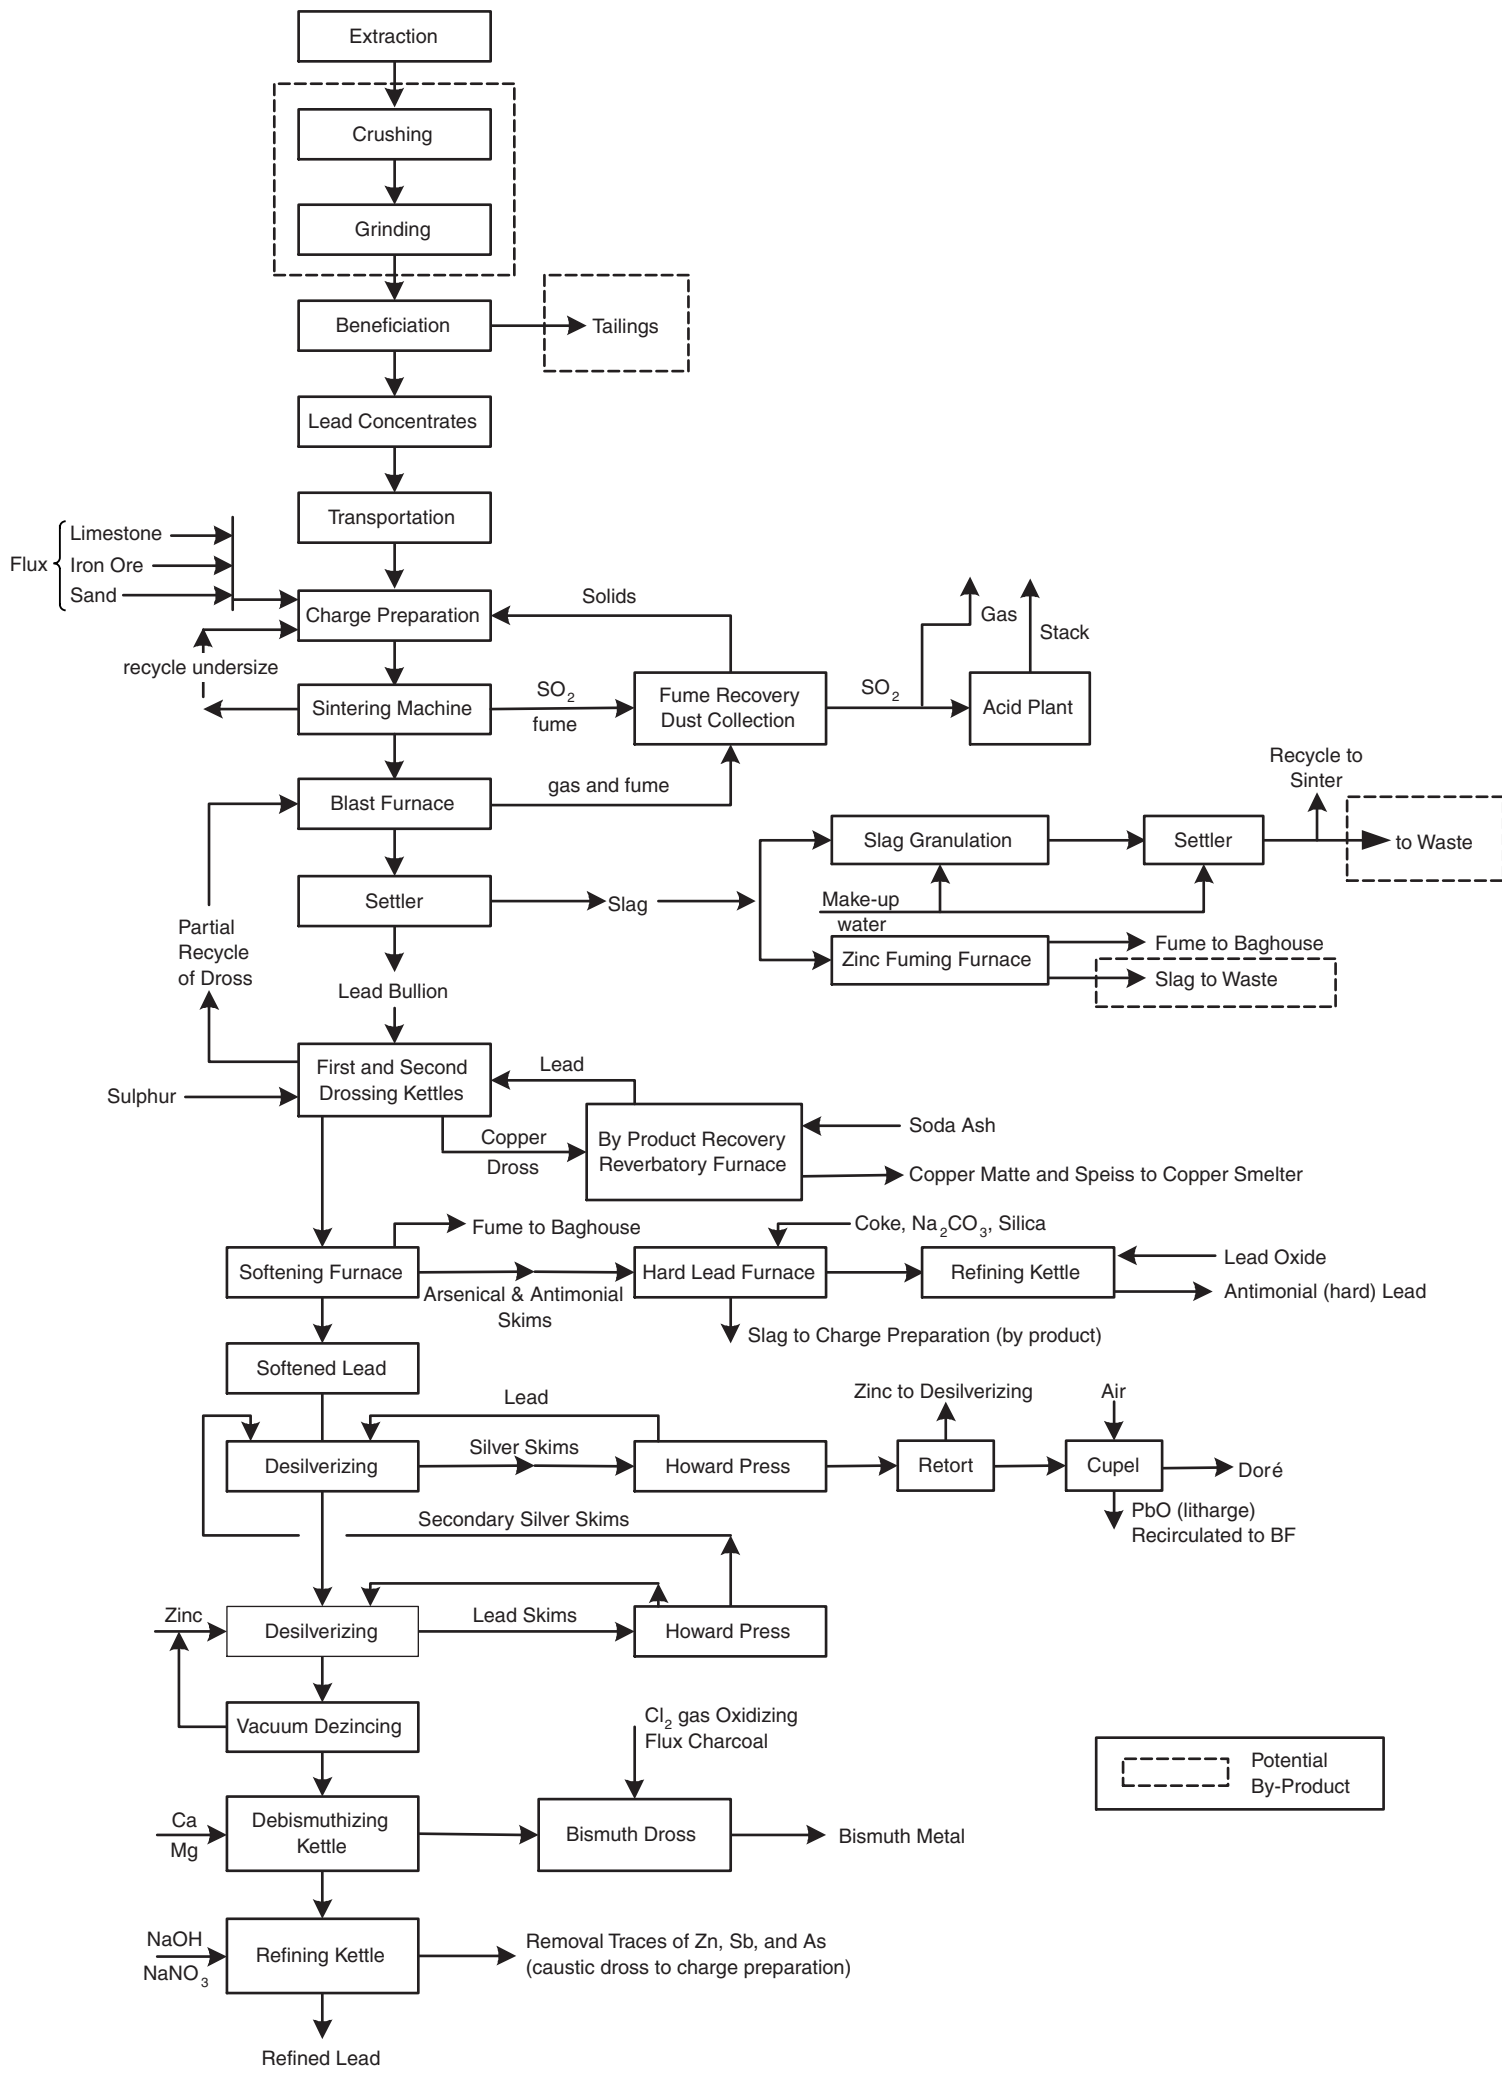 Extraction
Crushing
Grinding
Beneficiation
Tailings
Lead Concentrates
Transportation
Flux
Limestone
Iron Ore
Sand
Charge Preparation
Solids
Gas
Stack
recycle undersize
Sintering Machine
SO2
fume
Fume Recovery
Dust Collection
SO2
Acid Plant
Blast Furnace
gas and fume
Recycle to
Sinter
Slag Granulation
Settler
to Waste
Settler
Slag
Make-up
water
Zinc Fuming Furnace
Fume to Baghouse
Slag to Waste
Partial
Recycle
of Dross
Lead Bullion
First and Second
Drossing Kettles
Lead
Sulphur
Copper
Dross
By Product Recovery
Reverbatory Furnace
Soda Ash
Copper Matte and Speiss to Copper Smelter
Fume to Baghouse
Coke, Na2CO3, Silica
Softening Furnace
Arsenical & Antimonial
Skims
Hard Lead Furnace
Refining Kettle
Lead Oxide
Antimonial (hard) Lead
Slag to Charge Preparation (by product)
Softened Lead
Lead
Zinc to Desilverizing
Air
Desilverizing
Silver Skims
Howard Press
Retort
Cupel
Doré
PbO (litharge)
Recirculated to BF
Secondary Silver Skims
Zinc
Desilverizing
Lead Skims
Howard Press
Vacuum Dezincing
Cl2 gas Oxidizing
Flux Charcoal
Potential
By-Product
Ca
Mg
Debismuthizing
Kettle
Bismuth Dross
Bismuth Metal
NaOH
NaNO3
Refining Kettle
Removal Traces of Zn, Sb, and As
(caustic dross to charge preparation)
Refined Lead